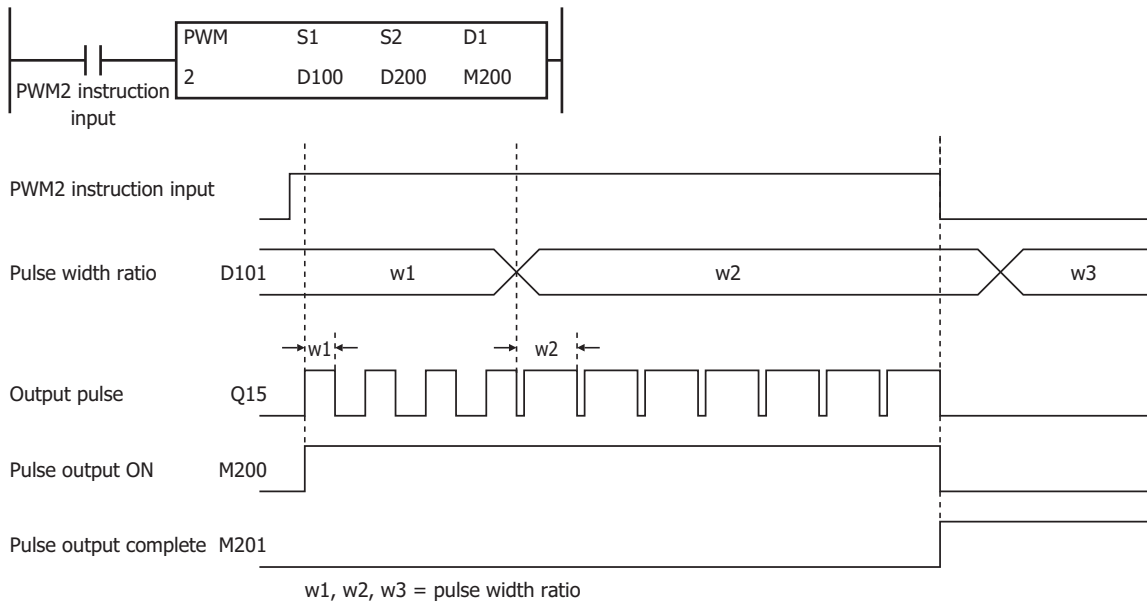 PWM S1 S2 D1
2 D100 D200 M200
PWM2 instruction
input
PWM2 instruction input
Pulse width ratio D101 w1 w2 w3
w1 w2
Output pulse Q15
Pulse output ON M200
Pulse output complete M201
w1, w2, w3 = pulse width ratio